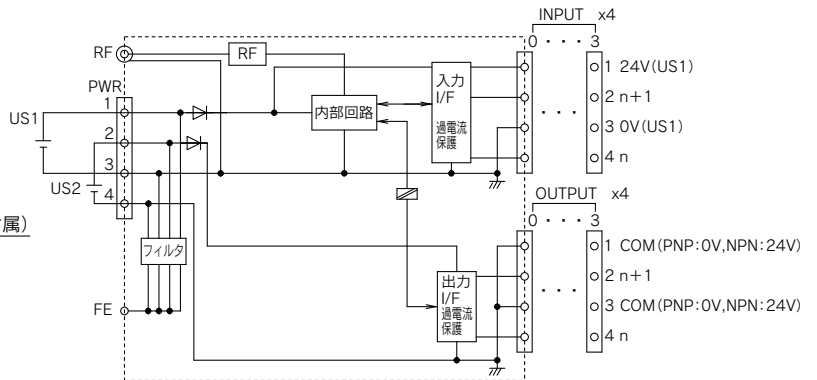 INPUT x4
0 ・・・ 3
RF
RF
PWR
1
US1
2
3
US2
4
属)
フィルタ
FE
内部回路
入力
I/F
過電流
保護
・・・
1 24V(US1)
2 n+1
3 0V(US1)
4 n
OUTPUT x4
0 ・・・ 3
出力
I/F
過電流
保護
・・・
1 COM(PNP:0V,NPN:24V)
2 n+1
3 COM(PNP:0V,NPN:24V)
4 n